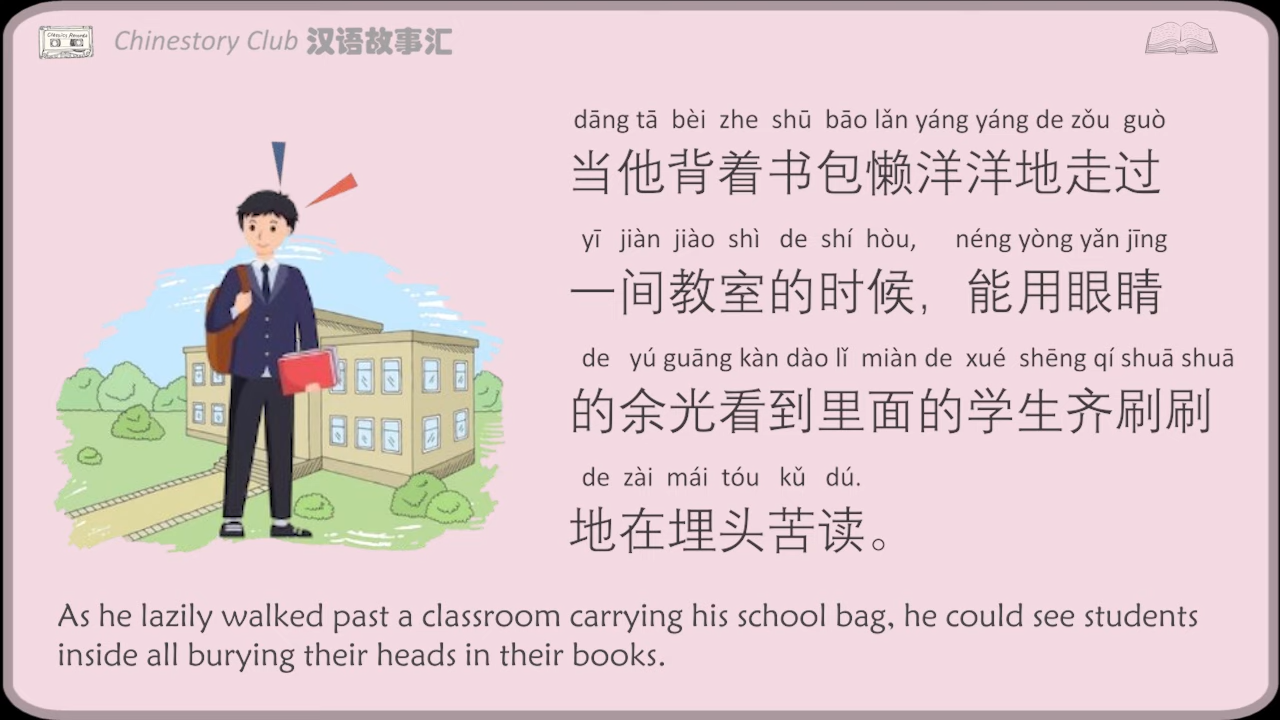 Classics Records
Chinestory Club 汉语故事汇
dāng tā bèi zhe shū bāo lǎn yáng yáng de zǒu guò
当他背着书包懒洋洋地走过
yī jiàn jiào shì de shí hòu, néng yòng yǎn jīng
一间教室的时候，能用眼睛
de yú guāng kàn dào lǐ miàn de xué shēng qí shuā shuā
的余光看到里面的学生齐刷刷
de zài mái tóu kǔ dú.
地在埋头苦读。
As he lazily walked past a classroom carrying his school bag, he could see students
inside all burying their heads in their books.